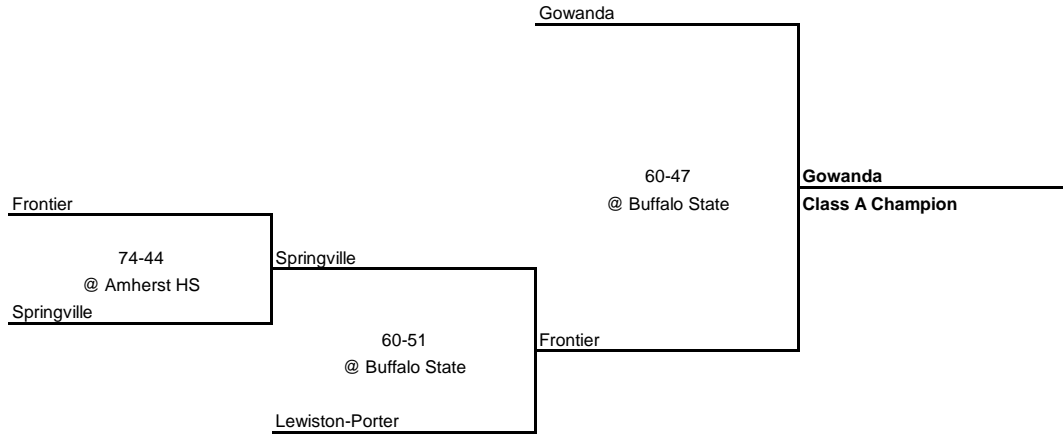 Gowanda
60-47
@ Buffalo State
Gowanda
Class A Champion
Frontier
74-44
@ Amherst HS
Springville
Springville
60-51
@ Buffalo State
Frontier
Lewiston-Porter